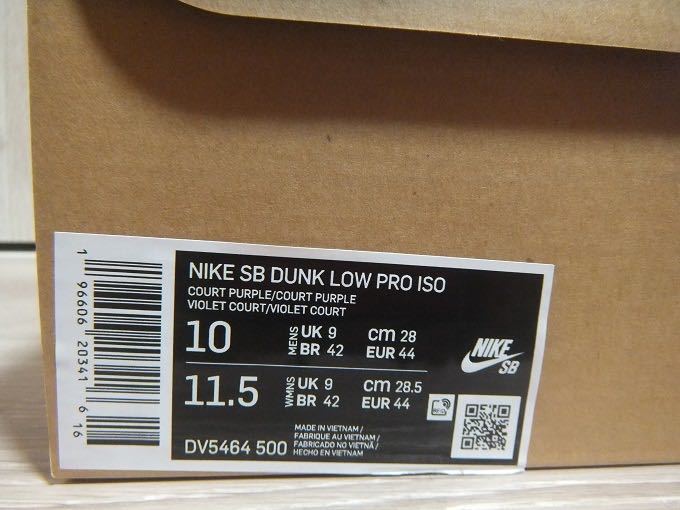 NIKE SB DUNK LOW PRO ISO
COURT PURPLE/COURT PURPLE
VIOLET COURT/VIOLET COURT
10 MENS UK 9 cm 28
BR 42 EUR 44
11.5 WMNS UK 9 cm 28.5
BR 42 EUR 44
DV5464 500
MADE IN VIETNAM /
FABRIQUE AU VIETNAM /
FABRICADO NO VIETNÃ /
HECHO EN VIETNAM
NIKE
SB
RFID
1 96606 20341 6 16